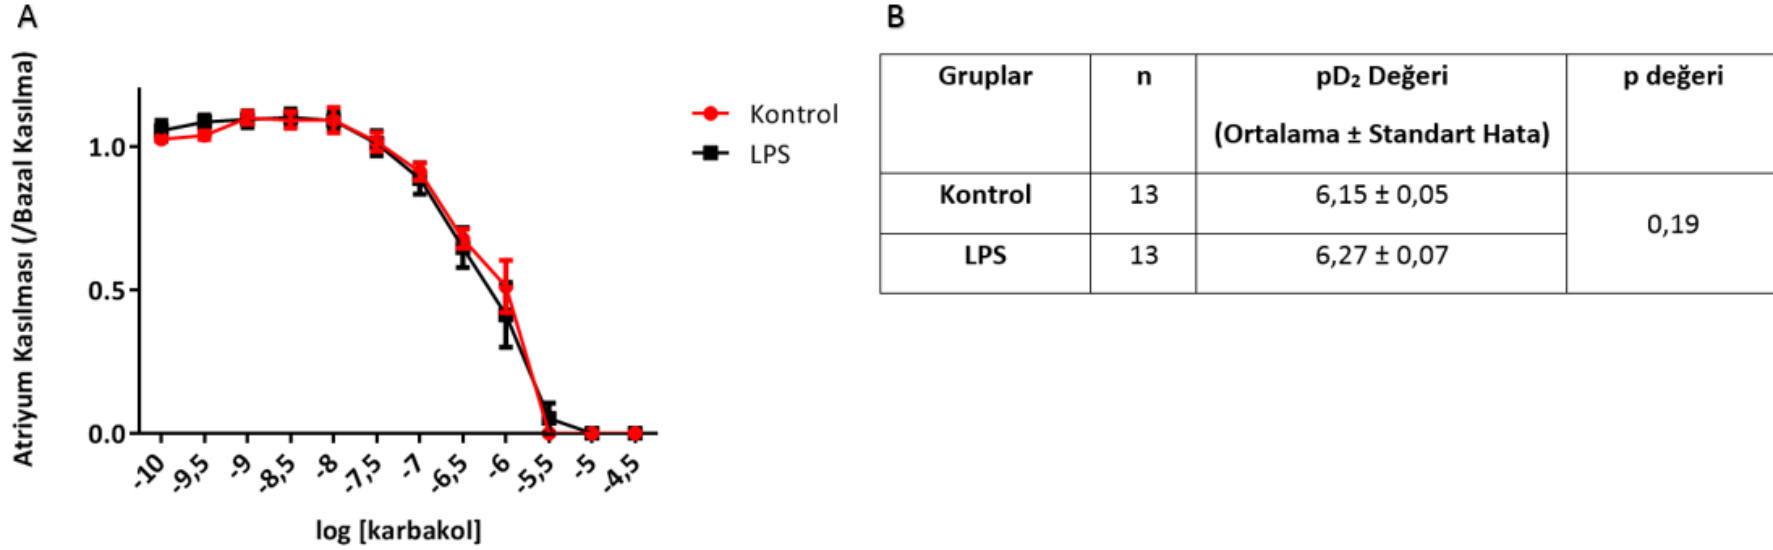 A
Atriyum Kasılması (/Bazal Kasılma)
1.0
0.5
0.0
-10
-9,5
-9
-8,5
-8
-7,5
-7
-6,5
-6
-5,5
-5
-4,5
log [karbakol]
Kontrol
LPS
B
Gruplar n pD₂ Değeri p değeri
(Ortalama ± Standart Hata)
Kontrol 13 6,15 ± 0,05
0,19
LPS 13 6,27 ± 0,07